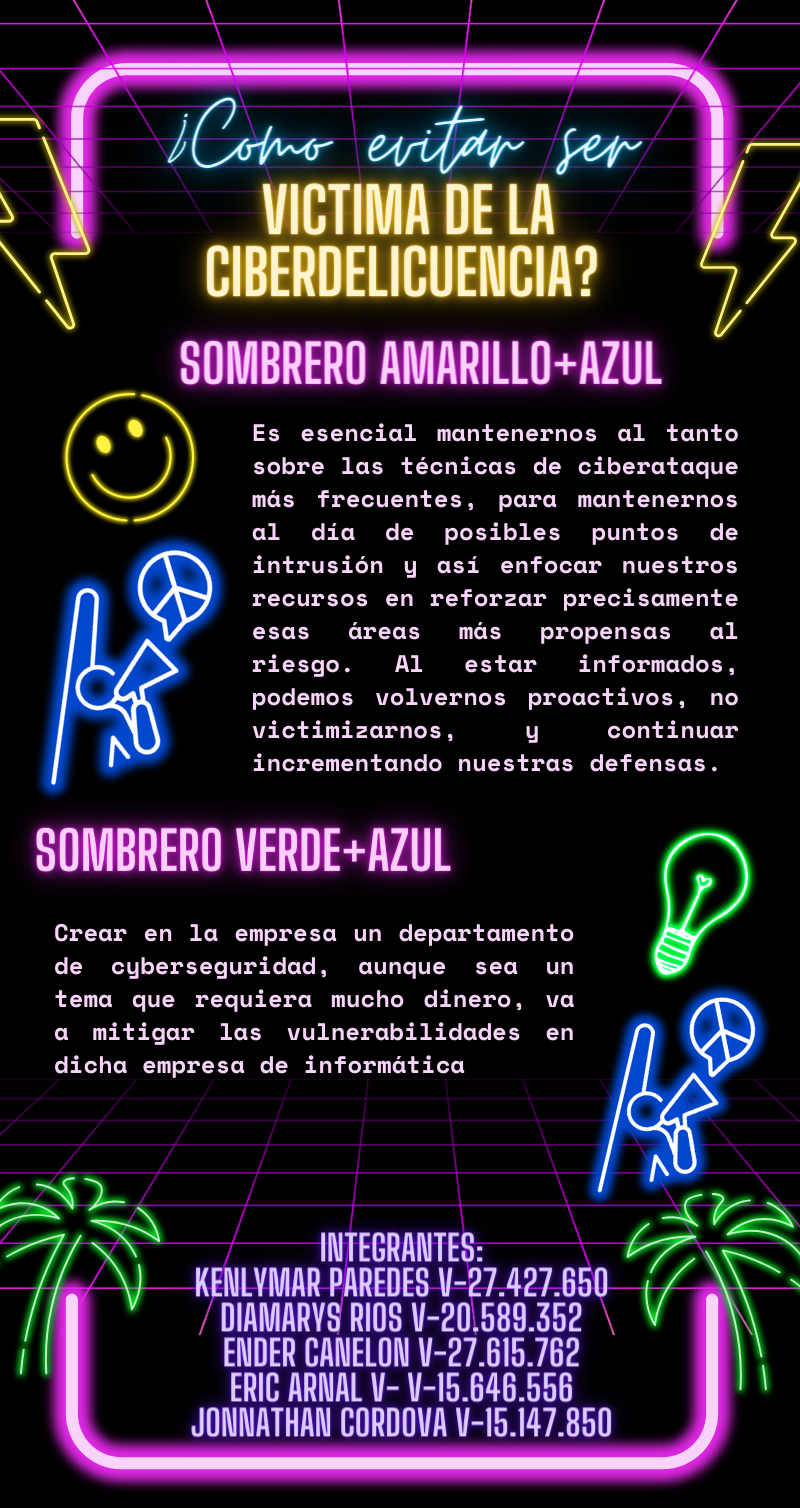 ¿Como evitar ser
VICTIMA DE LA
CIBERDELICUENCIA?
SOMBRERO AMARILLO+AZUL
Es esencial mantenernos al tanto
sobre las técnicas de ciberataque
más frecuentes, para mantenernos
al día de posibles puntos de
intrusión y así enfocar nuestros
recursos en reforzar precisamente
esas áreas más propensas al
riesgo. Al estar informados,
podemos volvernos proactivos, no
victimizarnos, y continuar
incrementando nuestras defensas.
SOMBRERO VERDE+AZUL
Crear en la empresa un departamento
de cyberseguridad, aunque sea un
tema que requiera mucho dinero, va
a mitigar las vulnerabilidades en
dicha empresa de informática
INTEGRANTES:
KENLYMAR PAREDES V-27.427.650
DIAMARYS RIOS V-20.589.352
ENDER CANELON V-27.615.762
ERIC ARNAL V- V-15.646.556
JONNATHAN CORDOVA V-15.147.850